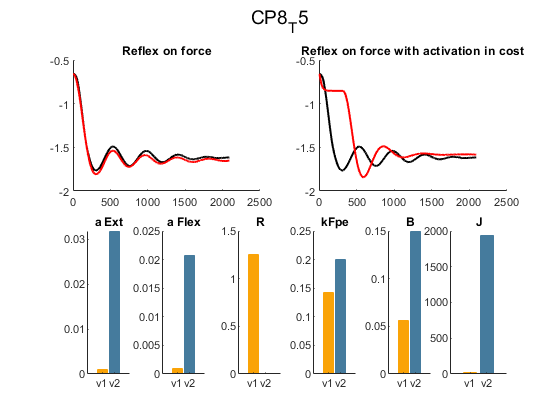 CP8_T5
Reflex on force
Reflex on force with activation in cost
-0.5
-1
-1.5
-2
0 500 1000 1500 2000 2500
-0.5
-1
-1.5
-2
0 500 1000 1500 2000 2500
a Ext
0.03
0.02
0.01
0
v1 v2
a Flex
0.025
0.02
0.015
0.01
0.005
0
v1 v2
R
1.5
1
0.5
0
v1 v2
kFpe
0.25
0.2
0.15
0.1
0.05
0
v1 v2
B
0.15
0.1
0.05
0
v1 v2
J
2000
1500
1000
500
0
v1 v2